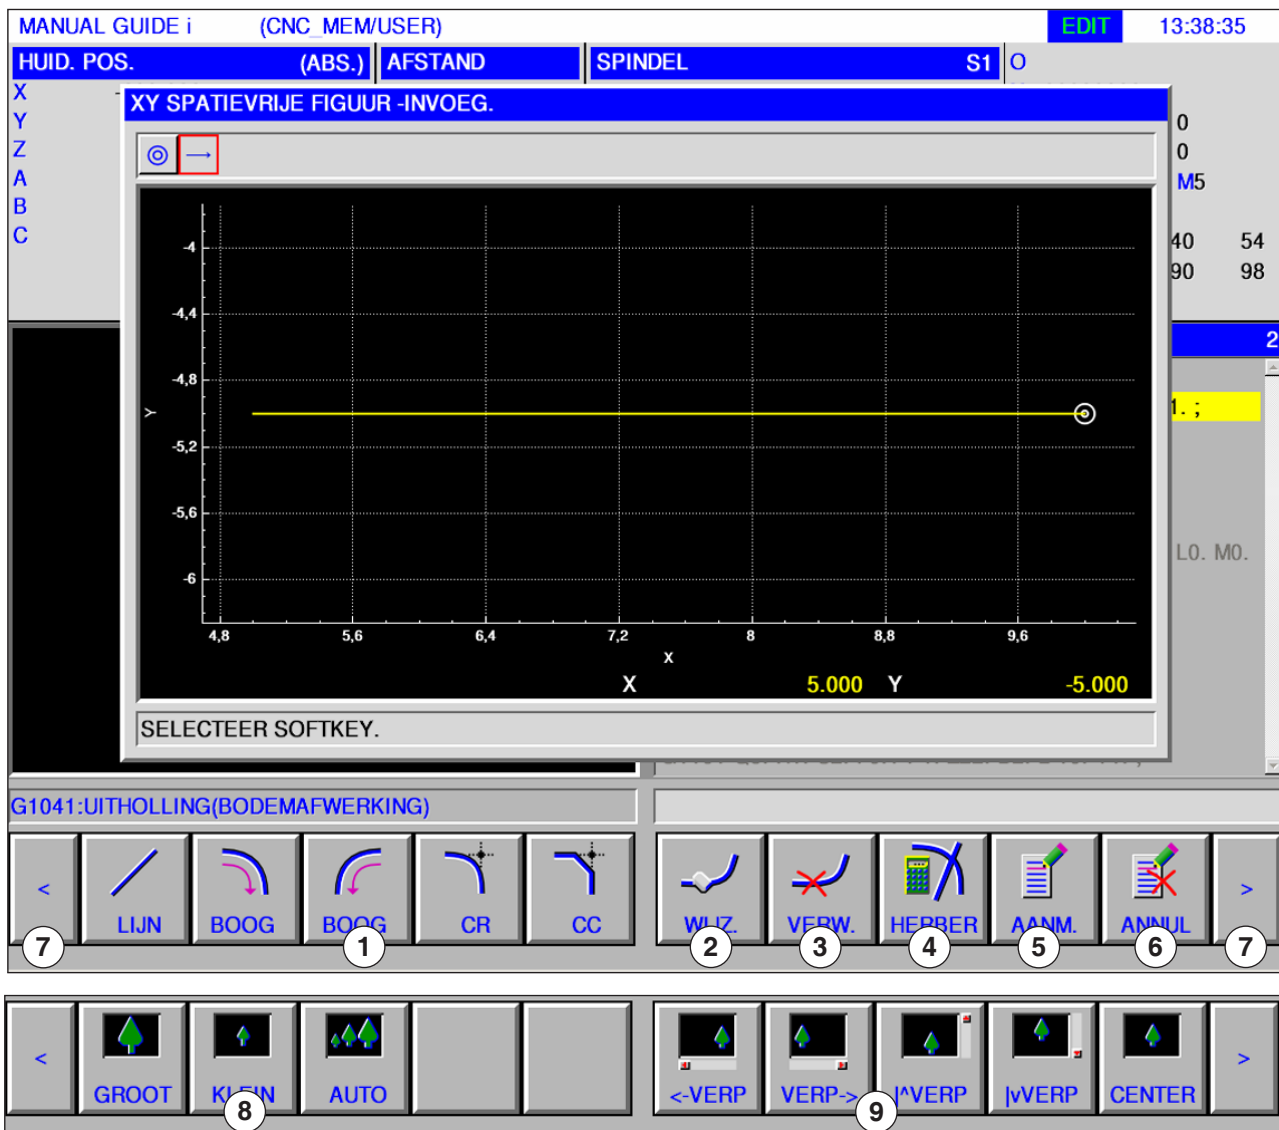 MANUAL GUIDE i (CNC_MEM/USER) EDIT 13:38:35
HUID. POS. (ABS.) AFSTAND SPINDEL S1 O
X -
Y 0
Z 0
A M5
B
C 40 54
90 98
XY SPATIEVRIJE FIGUUR -INVOEG.
2
1. ;
L0. M0.
-4
-4,4
-4,8
Y
-5,2
-5,6
-6
4,8 5,6 6,4 7,2 8 8,8 9,6
X
X 5.000 Y -5.000
SELECTEER SOFTKEY.
G1041:UITHOLLING(BODEMAFWERKING)
< LIJN BOOG BOOG CR CC WIJZ. VERW. HERBER AANM. ANNUL >
7 1 2 3 4 5 6 7
< GROOT KLEIN AUTO <-VERP VERP-> |^VERP |vVERP CENTER >
8 9